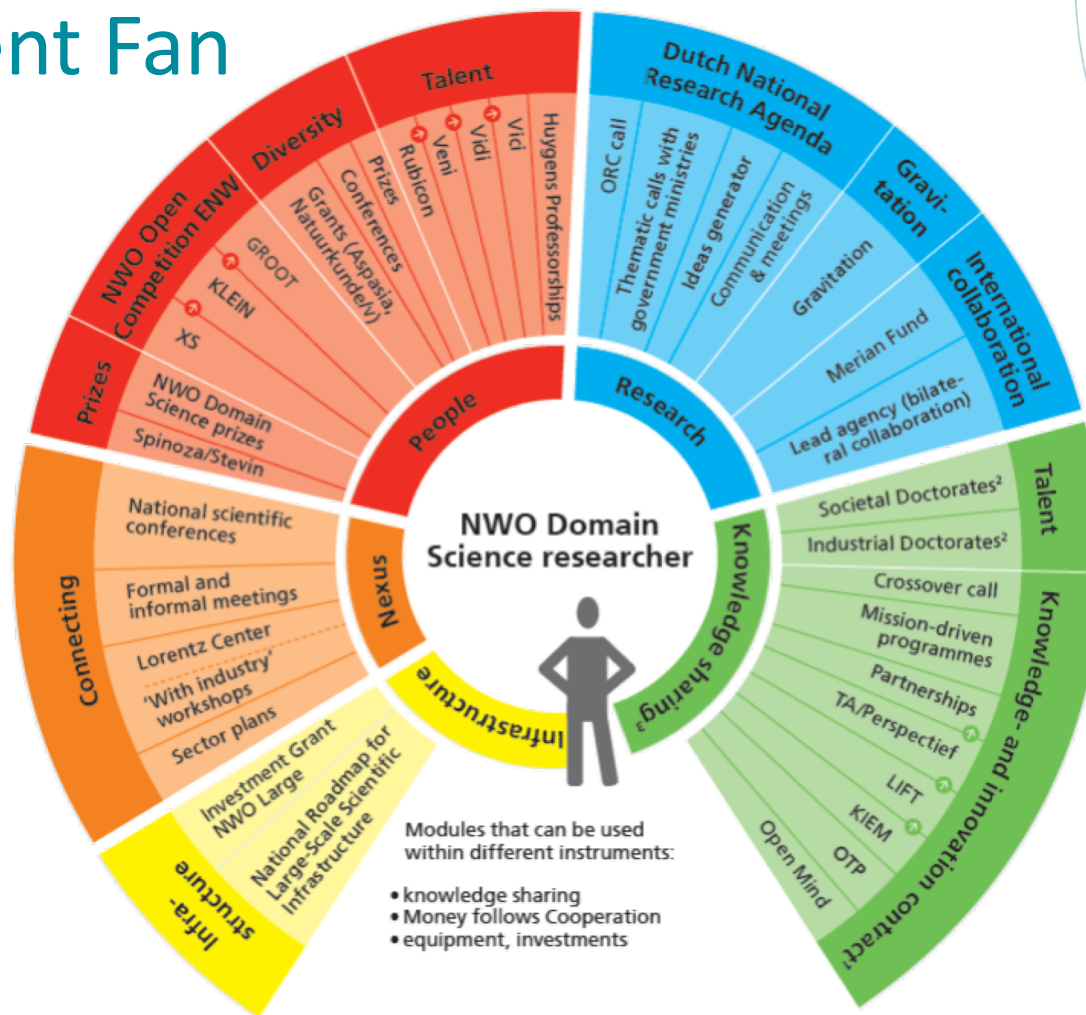 ent Fan
Prizes
Spinoza/Stevin
NWO Domain
Science prizes
NWO Open
Competition ENW
XS
KLEIN
GROOT
Diversity
Grants (Aspasia,
Natuurkunde/v)
Conferences
Prizes
Talent
Rubicon
Veni
Vidi
Vici
Huygens Professorships
Dutch National
Research Agenda
ORC call
Thematic calls with
government ministries
Ideas generator
Communication
& meetings
Gravi-
tation
Gravitation
International
collaboration
Merian Fund
Lead agency (bilate-
ral collaboration)
Talent
Societal Doctorates²
Industrial Doctorates²
Knowledge- and innovation contract¹
Crossover call
Mission-driven
programmes
Partnerships
TA/Perspectief
LIFT
KIEM
OTP
Open Mind
Connecting
National scientific
conferences
Formal and
informal meetings
Lorentz Center
'With industry'
workshops
Sector plans
Infra-
structure
Investment Grant
NWO Large
National Roadmap for
Large-Scale Scientific
Infrastructure
People
Research
Knowledge sharing³
Nexus
Infrastructure
NWO Domain
Science researcher
Modules that can be used
within different instruments:
• knowledge sharing
• Money follows Cooperation
• equipment, investments